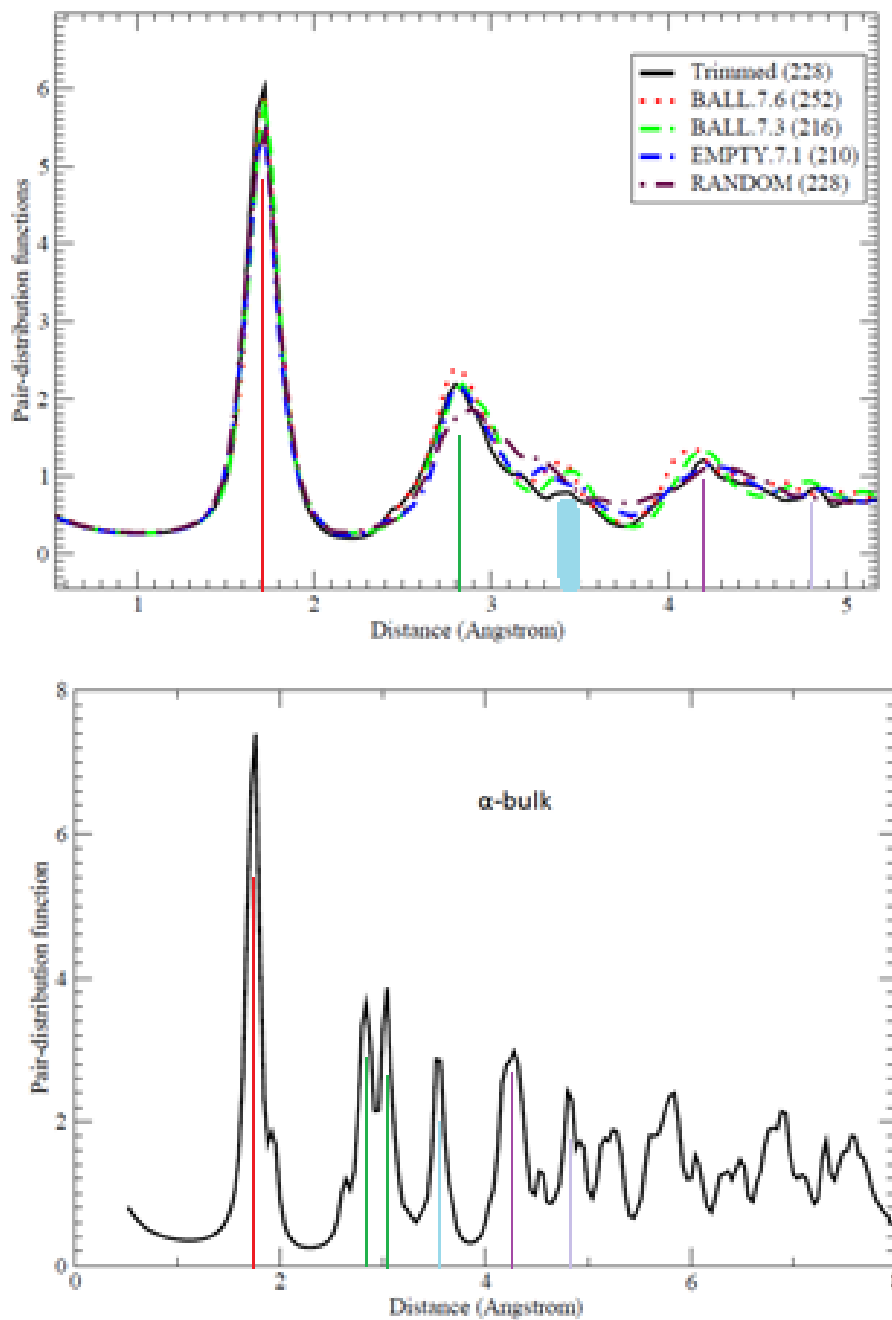 Pair-distribution functions
6
5
4
3
2
1
0
Trimmed (228)
BALL.7.6 (252)
BALL.7.3 (216)
EMPTY.7.1 (210)
RANDOM (228)
1 2 3 4 5
Distance (Angstrom)
Pair-distribution function
8
6
4
2
0
α-bulk
0 2 4 6 8
Distance (Angstrom)